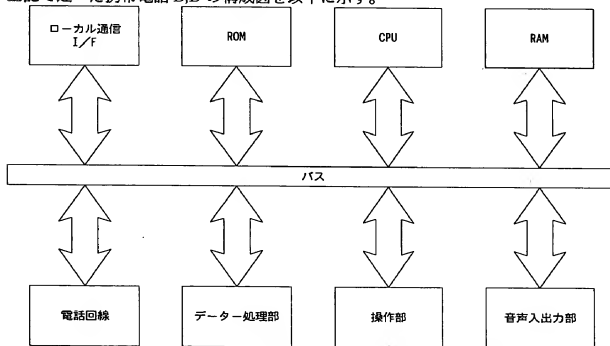 ローカル通信
I/F
ROM
CPU
RAM
バス
電話回線
データー処理部
操作部
音声入出力部